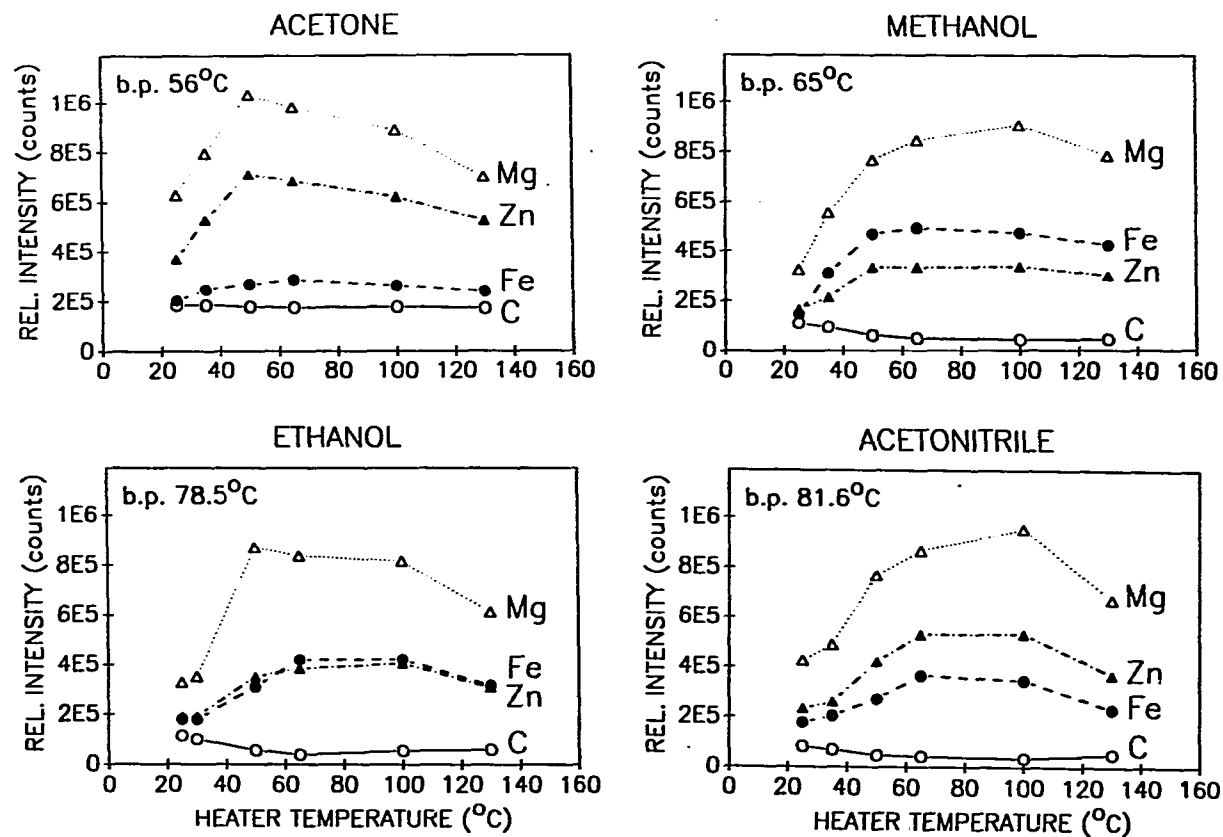 ACETONE
REL. INTENSITY (counts)
b.p. 56°C
1E6
8E5
6E5
4E5
2E5
0
Mg
Zn
Fe
C
0 20 40 60 80 100 120 140 160
METHANOL
REL. INTENSITY (counts)
b.p. 65°C
1E6
8E5
6E5
4E5
2E5
0
Mg
Fe
Zn
C
0 20 40 60 80 100 120 140 160
ETHANOL
REL. INTENSITY (counts)
b.p. 78.5°C
1E6
8E5
6E5
4E5
2E5
0
Mg
Fe
Zn
C
0 20 40 60 80 100 120 140 160
HEATER TEMPERATURE (°C)
ACETONITRILE
REL. INTENSITY (counts)
b.p. 81.6°C
1E6
8E5
6E5
4E5
2E5
0
Mg
Zn
Fe
C
0 20 40 60 80 100 120 140 160
HEATER TEMPERATURE (°C)